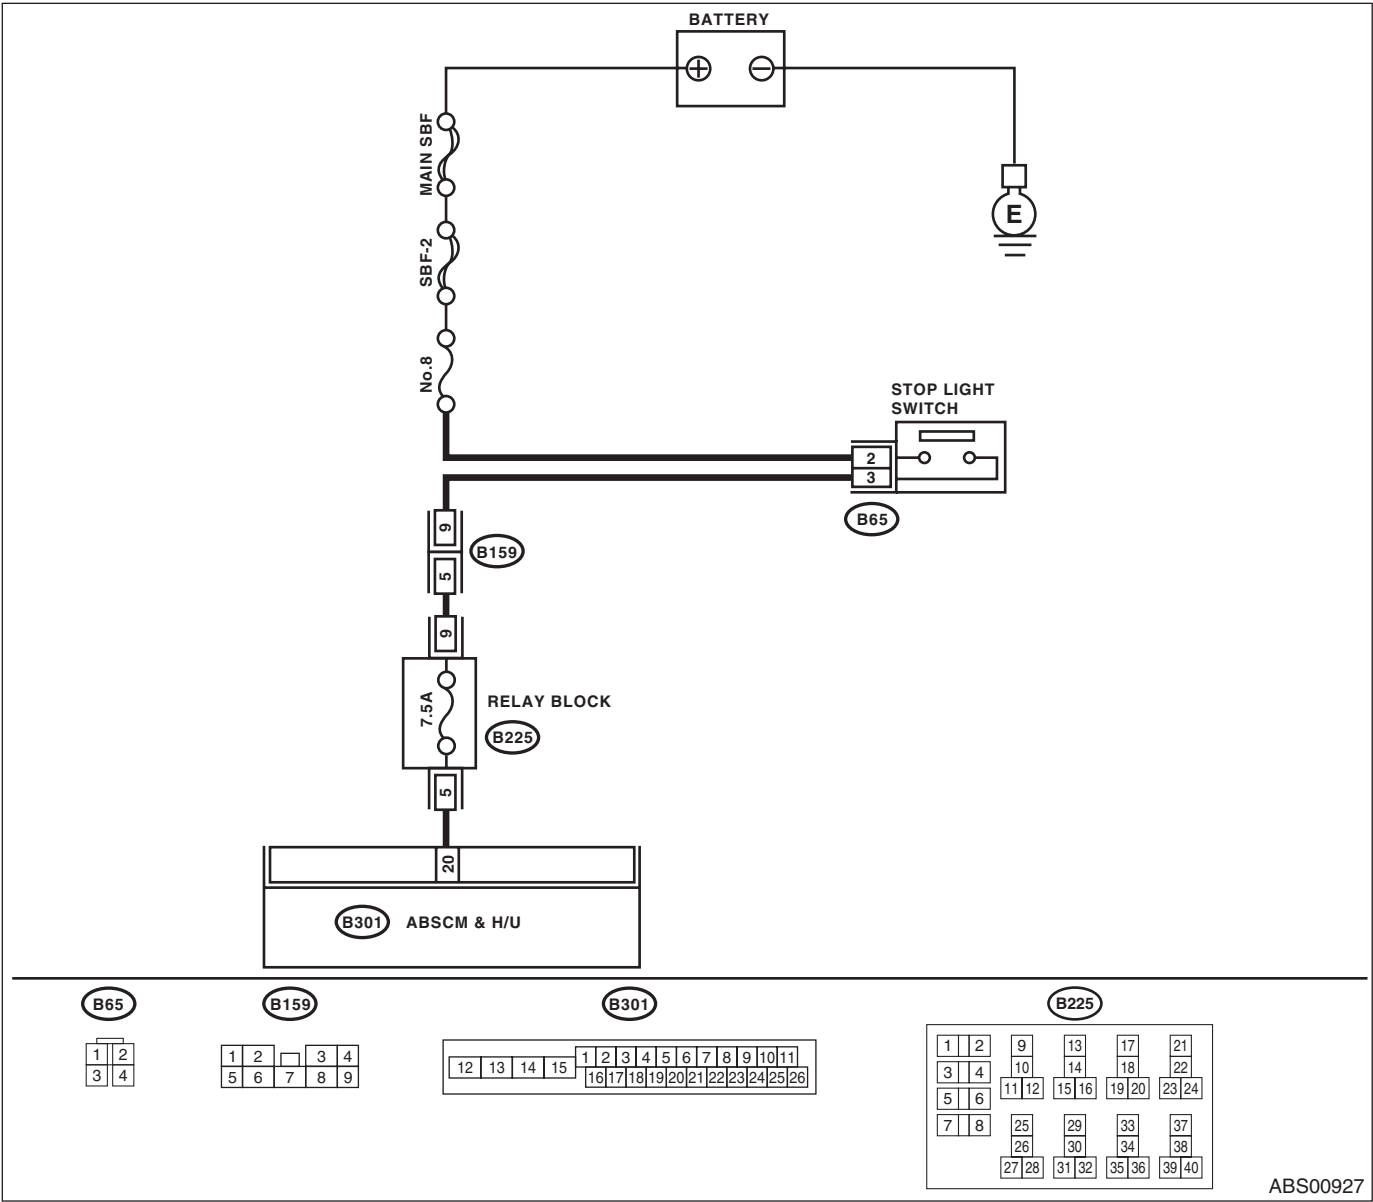 BATTERY
MAIN SBF
SBF-2
No.8
E
STOP LIGHT
SWITCH
2
3
B65
6
5
B159
6
7.5A
RELAY BLOCK
B225
5
20
B301 ABSCM & H/U
B65
1 2
3 4
B159
1 2 3 4
5 6 7 8 9
B301
1 2 3 4 5 6 7 8 9 10 11
12 13 14 15
16 17 18 19 20 21 22 23 24 25 26
B225
1 2
3 4
5 6
7 8
9
10
11 12
13
14
15 16
17
18
19 20
21
22
23 24
25
26
27 28
29
30
31 32
33
34
35 36
37
38
39 40
ABS00927